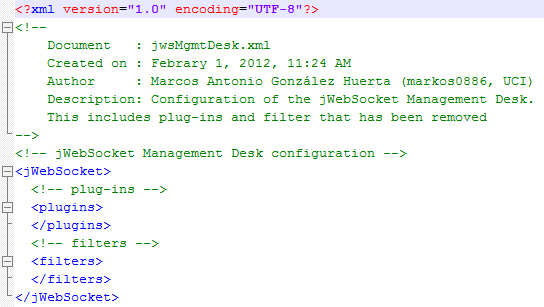 <?xml version="1.0" encoding="UTF-8"?>
<!--
    Document   : jwsMgmtDesk.xml
    Created on : Febrary 1, 2012, 11:24 AM
    Author     : Marcos Antonio González Huerta (markos0886, UCI)
    Description: Configuration of the jWebSocket Management Desk.
    This includes plug-ins and filter that has been removed
-->
<!-- jWebSocket Management Desk configuration -->
<jWebSocket>
  <!-- plug-ins -->
  <plugins>
  </plugins>
  <!-- filters -->
  <filters>
  </filters>
</jWebSocket>